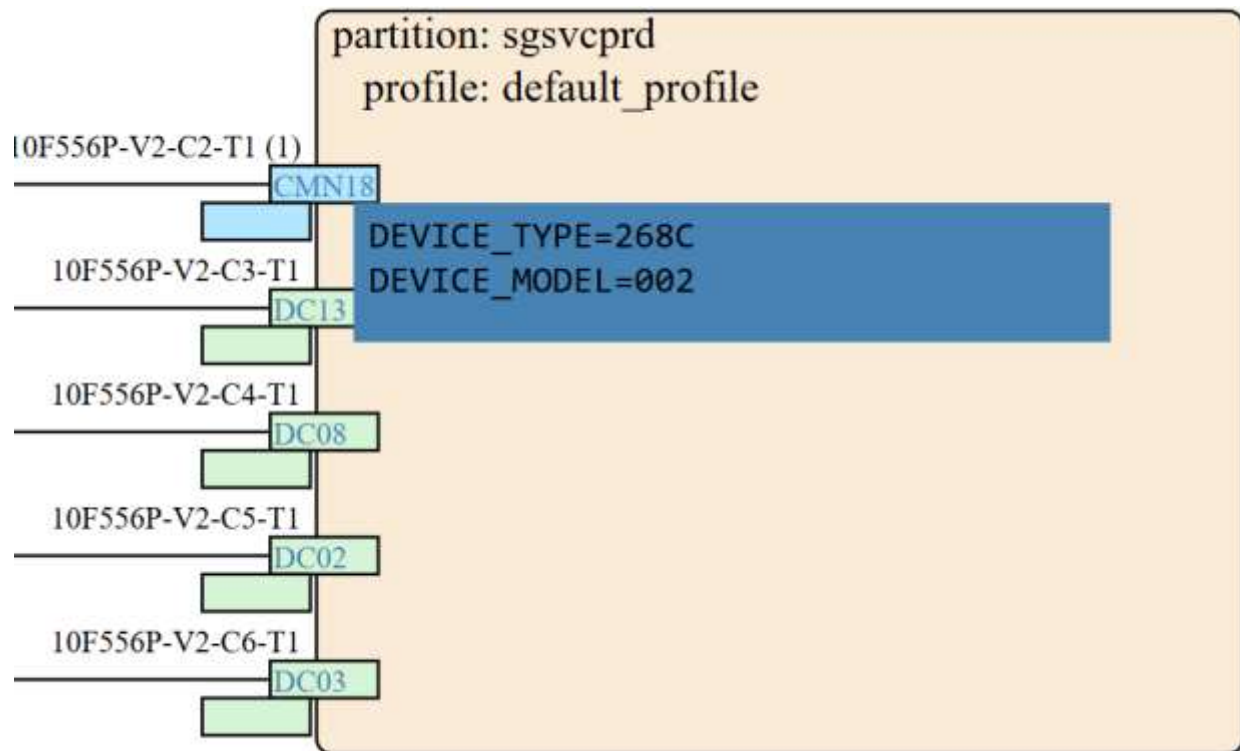 partition: sgsvcprd
profile: default_profile
10F556P-V2-C2-T1 (1)
CMN18
DEVICE_TYPE=268C
DEVICE_MODEL=002
10F556P-V2-C3-T1
DC13
10F556P-V2-C4-T1
DC08
10F556P-V2-C5-T1
DC02
10F556P-V2-C6-T1
DC03